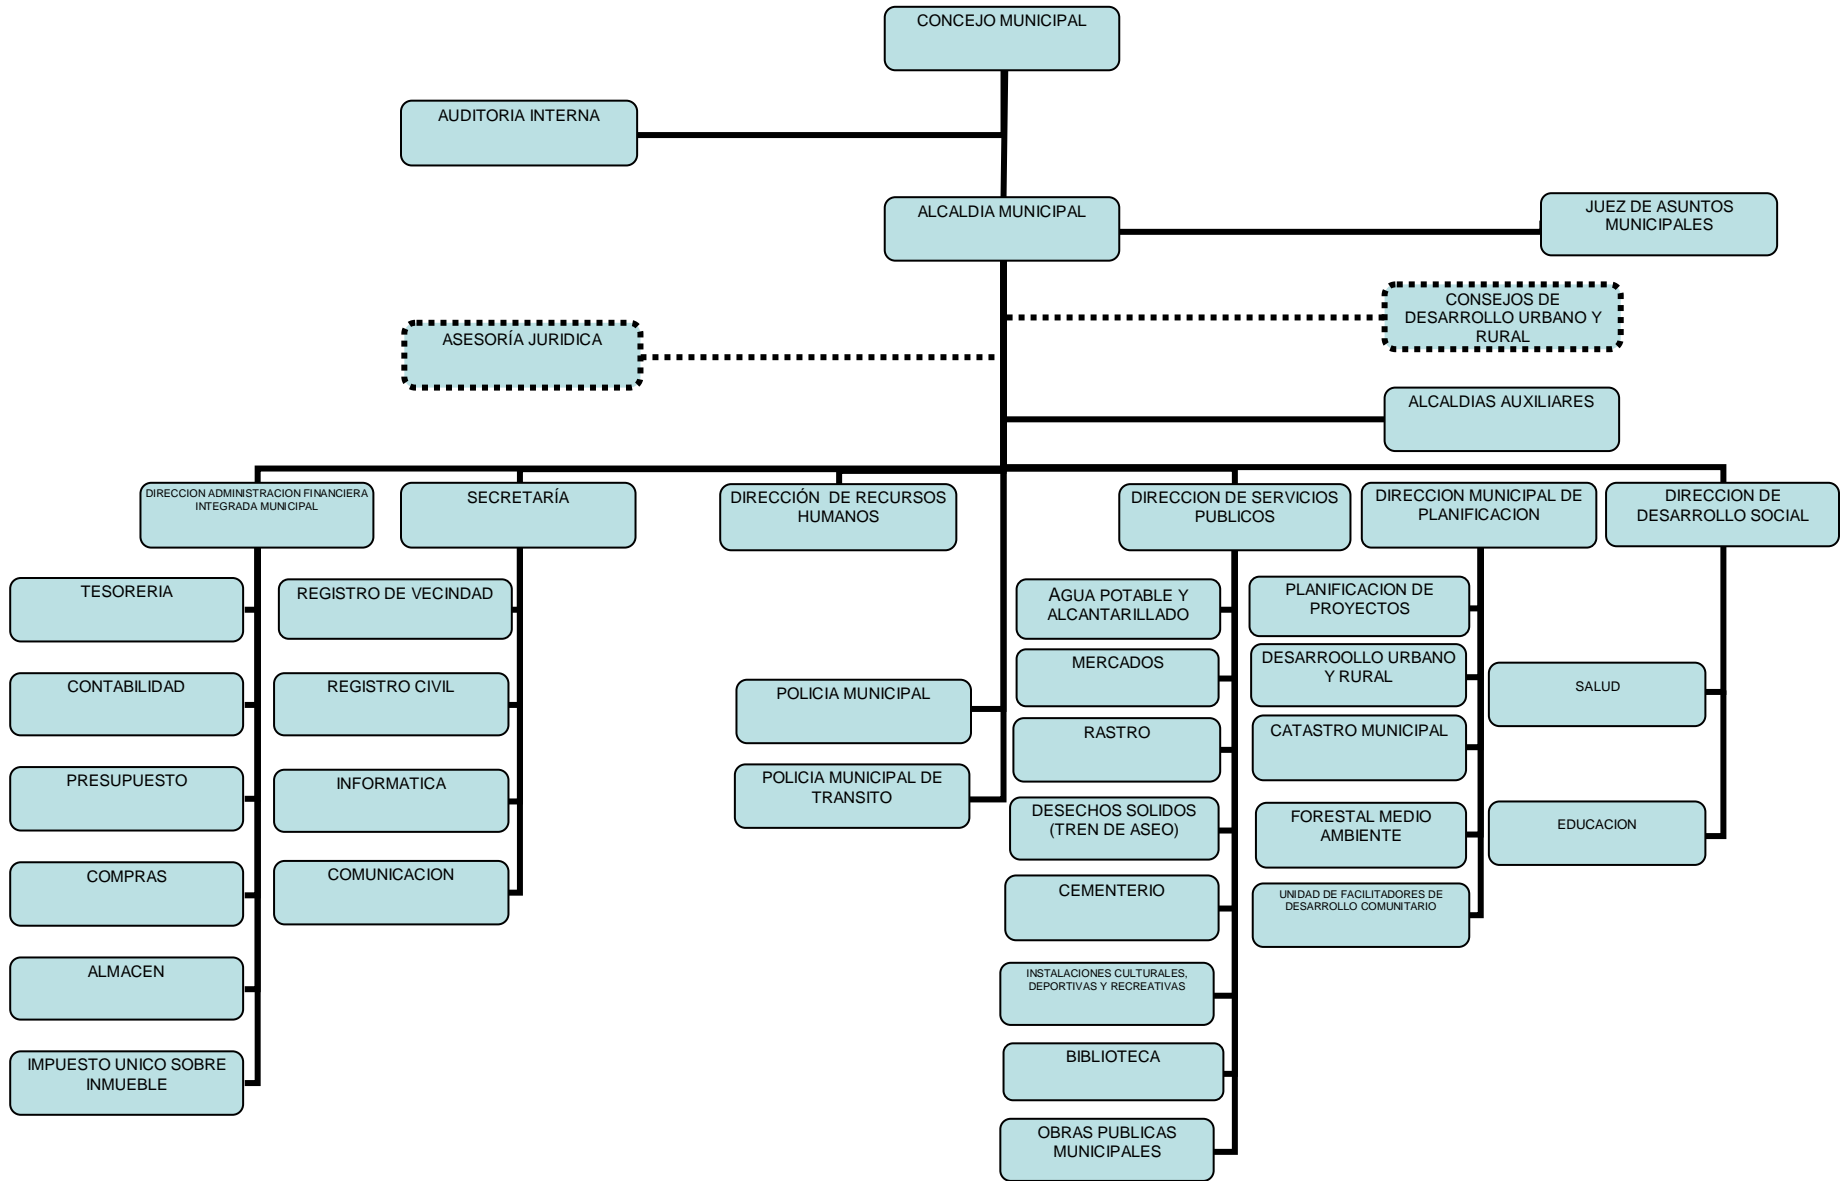 CONCEJO MUNICIPAL
AUDITORIA INTERNA
ALCALDIA MUNICIPAL
JUEZ DE ASUNTOS
MUNICIPALES
CONSEJOS DE
DESARROLLO URBANO Y
RURAL
ASESORÍA JURIDICA
ALCALDIAS AUXILIARES
DIRECCION ADMINISTRACION FINANCIERA
INTEGRADA MUNICIPAL
SECRETARÍA
DIRECCIÓN  DE RECURSOS
HUMANOS
DIRECCION DE SERVICIOS
PUBLICOS
DIRECCION MUNICIPAL DE
PLANIFICACION
DIRECCION DE
DESARROLLO SOCIAL
TESORERIA
CONTABILIDAD
PRESUPUESTO
COMPRAS
ALMACEN
IMPUESTO UNICO SOBRE
INMUEBLE
REGISTRO DE VECINDAD
REGISTRO CIVIL
INFORMATICA
COMUNICACION
POLICIA MUNICIPAL
POLICIA MUNICIPAL DE
TRANSITO
AGUA POTABLE Y
ALCANTARILLADO
MERCADOS
RASTRO
DESECHOS SOLIDOS
(TREN DE ASEO)
CEMENTERIO
INSTALACIONES CULTURALES,
DEPORTIVAS Y RECREATIVAS
BIBLIOTECA
OBRAS PUBLICAS
MUNICIPALES
PLANIFICACION DE
PROYECTOS
DESARROOLLO URBANO
Y RURAL
CATASTRO MUNICIPAL
FORESTAL MEDIO
AMBIENTE
UNIDAD DE FACILITADORES DE
DESARROLLO COMUNITARIO
SALUD
EDUCACION